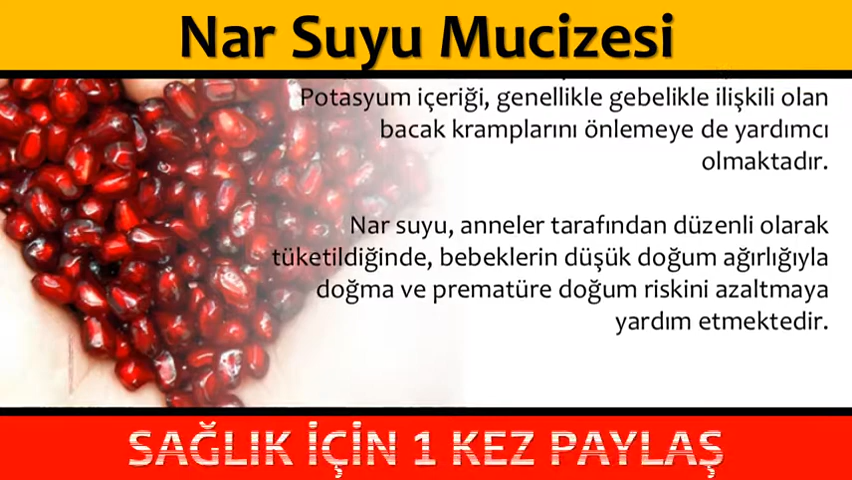 Nar Suyu Mucizesi
Potasyum içeriği, genellikle gebelikle ilişkili olan
bacak kramplarını önlemeye de yardımcı
olmaktadır.
Nar suyu, anneler tarafından düzenli olarak
tüketildiğinde, bebeklerin düşük doğum ağırlığıyla
doğma ve prematüre doğum riskini azaltmaya
yardım etmektedir.
SAĞLIK İÇİN 1 KEZ PAYLAŞ